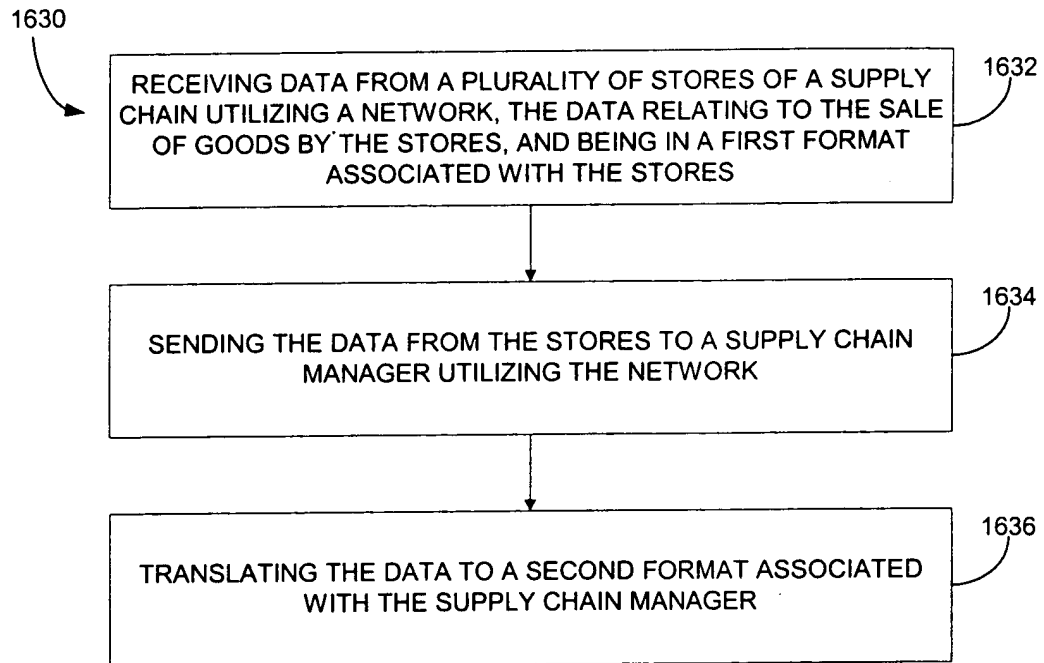 1630
RECEIVING DATA FROM A PLURALITY OF STORES OF A SUPPLY
CHAIN UTILIZING A NETWORK, THE DATA RELATING TO THE SALE
OF GOODS BY THE STORES, AND BEING IN A FIRST FORMAT
ASSOCIATED WITH THE STORES
1632
SENDING THE DATA FROM THE STORES TO A SUPPLY CHAIN
MANAGER UTILIZING THE NETWORK
1634
TRANSLATING THE DATA TO A SECOND FORMAT ASSOCIATED
WITH THE SUPPLY CHAIN MANAGER
1636